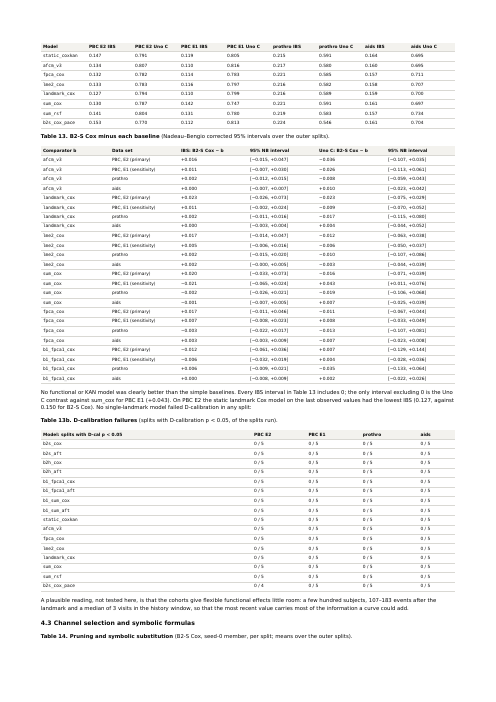 Model PBC E2 IBS PBC E2 Uno C PBC E1 IBS PBC E1 Uno C prothro IBS prothro Uno C aids IBS aids Uno C
static_coxkan 0.147 0.791 0.119 0.805 0.215 0.591 0.164 0.695
afcm_v3 0.134 0.807 0.110 0.816 0.217 0.580 0.160 0.695
fpca_cox 0.132 0.782 0.114 0.783 0.221 0.585 0.157 0.711
lme2_cox 0.133 0.783 0.116 0.797 0.216 0.582 0.158 0.707
landmark_cox 0.127 0.794 0.110 0.799 0.216 0.589 0.159 0.700
sum_cox 0.130 0.787 0.142 0.747 0.221 0.591 0.161 0.697
sum_rsf 0.141 0.804 0.131 0.780 0.219 0.583 0.157 0.734
b2s_cox_pace 0.153 0.770 0.112 0.813 0.224 0.546 0.161 0.704
Table 13. B2-S Cox minus each baseline (Nadeau–Bengio corrected 95% intervals over the outer splits).
Comparator b Data set IBS: B2-S Cox − b 95% NB interval Uno C: B2-S Cox − b 95% NB interval
afcm_v3 PBC, E2 (primary) +0.016 [−0.015, +0.047] −0.036 [−0.107, +0.035]
afcm_v3 PBC, E1 (sensitivity) +0.011 [−0.007, +0.030] −0.026 [−0.113, +0.061]
afcm_v3 prothro +0.002 [−0.012, +0.015] −0.008 [−0.059, +0.043]
afcm_v3 aids +0.000 [−0.007, +0.007] +0.010 [−0.023, +0.042]
landmark_cox PBC, E2 (primary) +0.023 [−0.026, +0.073] −0.023 [−0.075, +0.029]
landmark_cox PBC, E1 (sensitivity) +0.011 [−0.002, +0.024] −0.009 [−0.070, +0.052]
landmark_cox prothro +0.002 [−0.011, +0.016] −0.017 [−0.115, +0.080]
landmark_cox aids +0.000 [−0.003, +0.004] +0.004 [−0.044, +0.052]
lme2_cox PBC, E2 (primary) +0.017 [−0.014, +0.047] −0.012 [−0.063, +0.038]
lme2_cox PBC, E1 (sensitivity) +0.005 [−0.006, +0.016] −0.006 [−0.050, +0.037]
lme2_cox prothro +0.002 [−0.015, +0.020] −0.010 [−0.107, +0.086]
lme2_cox aids +0.002 [−0.000, +0.005] −0.003 [−0.044, +0.039]
sum_cox PBC, E2 (primary) +0.020 [−0.033, +0.073] −0.016 [−0.071, +0.039]
sum_cox PBC, E1 (sensitivity) −0.021 [−0.065, +0.024] +0.043 [+0.011, +0.076]
sum_cox prothro −0.002 [−0.026, +0.021] −0.019 [−0.106, +0.068]
sum_cox aids −0.001 [−0.007, +0.005] +0.007 [−0.025, +0.039]
fpca_cox PBC, E2 (primary) +0.017 [−0.011, +0.046] −0.011 [−0.067, +0.044]
fpca_cox PBC, E1 (sensitivity) +0.007 [−0.008, +0.023] +0.008 [−0.033, +0.049]
fpca_cox prothro −0.003 [−0.022, +0.017] −0.013 [−0.107, +0.081]
fpca_cox aids +0.003 [−0.003, +0.009] −0.007 [−0.023, +0.008]
b1_fpca1_cox PBC, E2 (primary) −0.012 [−0.061, +0.036] +0.007 [−0.129, +0.144]
b1_fpca1_cox PBC, E1 (sensitivity) −0.006 [−0.032, +0.019] +0.004 [−0.028, +0.036]
b1_fpca1_cox prothro +0.006 [−0.009, +0.021] −0.035 [−0.133, +0.064]
b1_fpca1_cox aids +0.000 [−0.008, +0.009] +0.002 [−0.022, +0.026]
No functional or KAN model was clearly better than the simple baselines. Every IBS interval in Table 13 includes 0; the only interval excluding 0 is the Uno
C contrast against sum_cox for PBC E1 (+0.043). On PBC E2 the static landmark Cox model on the last observed values had the lowest IBS (0.127, against
0.150 for B2-S Cox). No single-landmark model failed D-calibration in any split:
Table 13b. D-calibration failures (splits with D-calibration p < 0.05, of the splits run).
Model: splits with D-cal p < 0.05 PBC E2 PBC E1 prothro aids
b2s_cox 0 / 5 0 / 5 0 / 5 0 / 5
b2s_aft 0 / 5 0 / 5 0 / 5 0 / 5
b2h_cox 0 / 5 0 / 5 0 / 5 0 / 5
b2h_aft 0 / 5 0 / 5 0 / 5 0 / 5
b1_fpca1_cox 0 / 5 0 / 5 0 / 5 0 / 5
b1_fpca1_aft 0 / 5 0 / 5 0 / 5 0 / 5
b1_sum_cox 0 / 5 0 / 5 0 / 5 0 / 5
b1_sum_aft 0 / 5 0 / 5 0 / 5 0 / 5
static_coxkan 0 / 5 0 / 5 0 / 5 0 / 5
afcm_v3 0 / 5 0 / 5 0 / 5 0 / 5
fpca_cox 0 / 5 0 / 5 0 / 5 0 / 5
lme2_cox 0 / 5 0 / 5 0 / 5 0 / 5
landmark_cox 0 / 5 0 / 5 0 / 5 0 / 5
sum_cox 0 / 5 0 / 5 0 / 5 0 / 5
sum_rsf 0 / 5 0 / 5 0 / 5 0 / 5
b2s_cox_pace 0 / 4 0 / 5 0 / 5 0 / 5
A plausible reading, not tested here, is that the cohorts give flexible functional effects little room: a few hundred subjects, 107–183 events after the
landmark and a median of 3 visits in the history window, so that the most recent value carries most of the information a curve could add.
4.3 Channel selection and symbolic formulas
Table 14. Pruning and symbolic substitution (B2-S Cox, seed-0 member, per split; means over the outer splits).